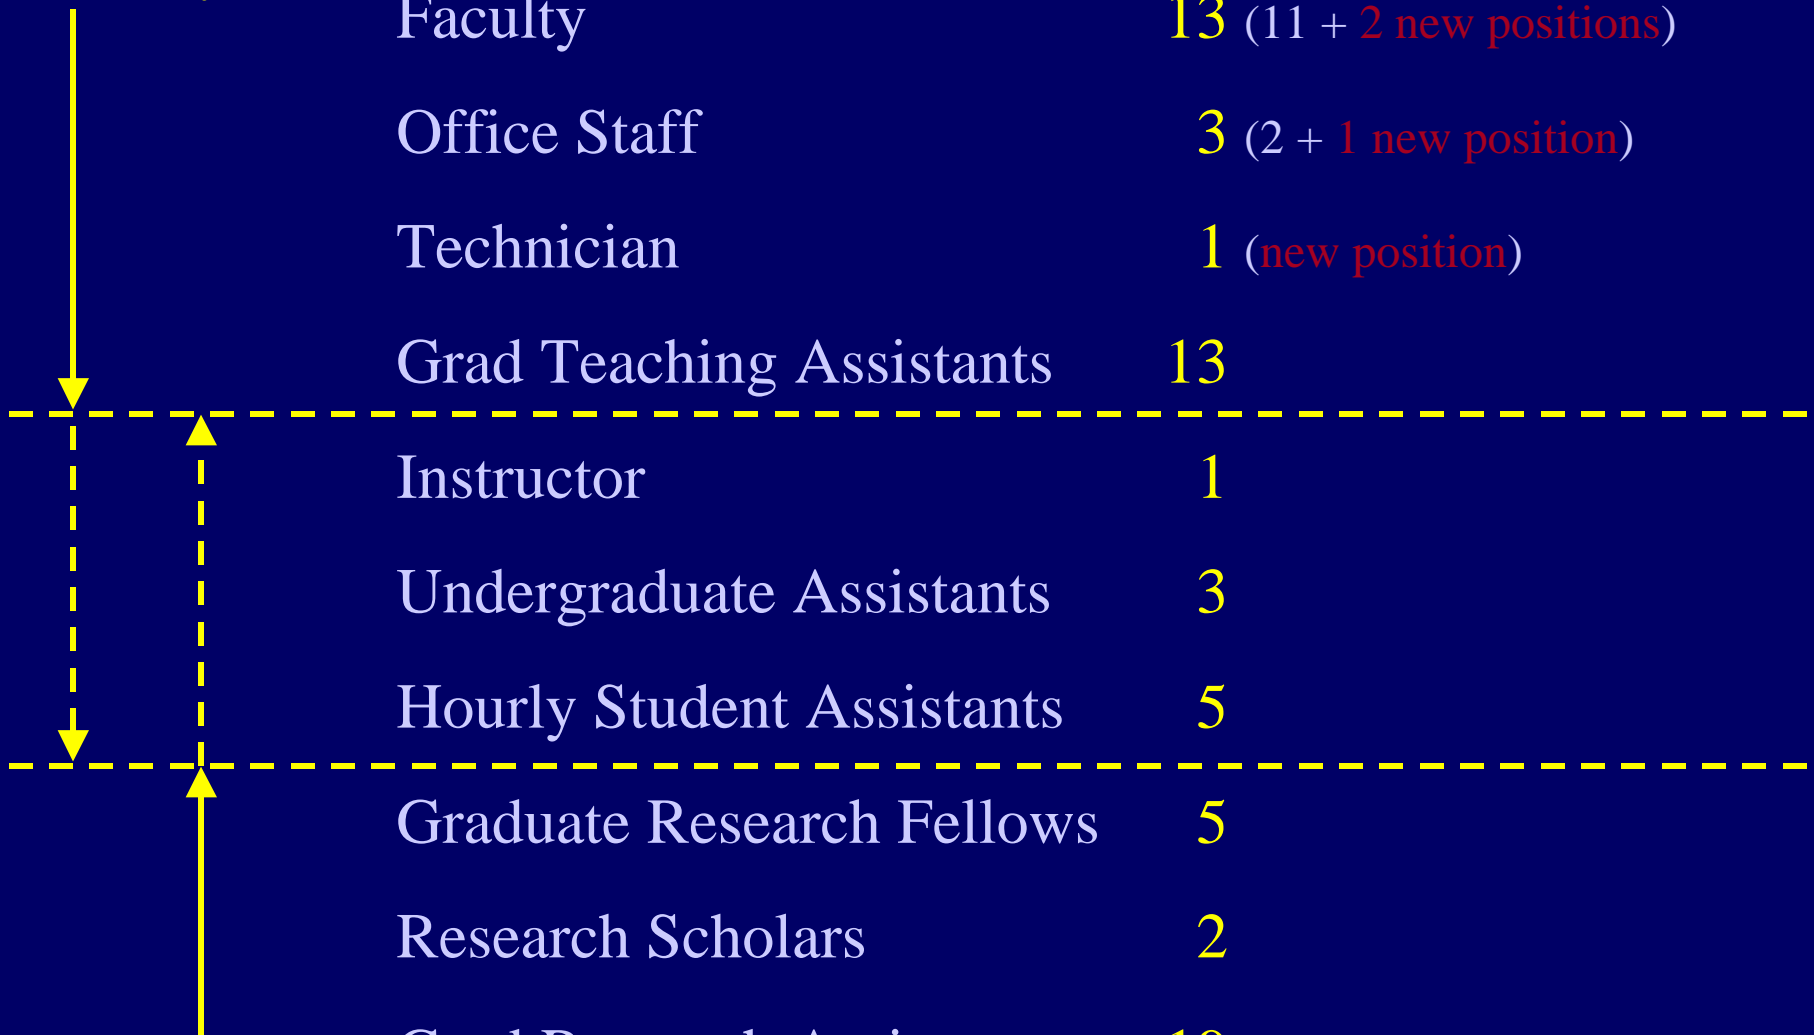 Faculty 13 (11 + 2 new positions)
Office Staff 3 (2 + 1 new position)
Technician 1 (new position)
Grad Teaching Assistants 13
Instructor 1
Undergraduate Assistants 3
Hourly Student Assistants 5
Graduate Research Fellows 5
Research Scholars 2